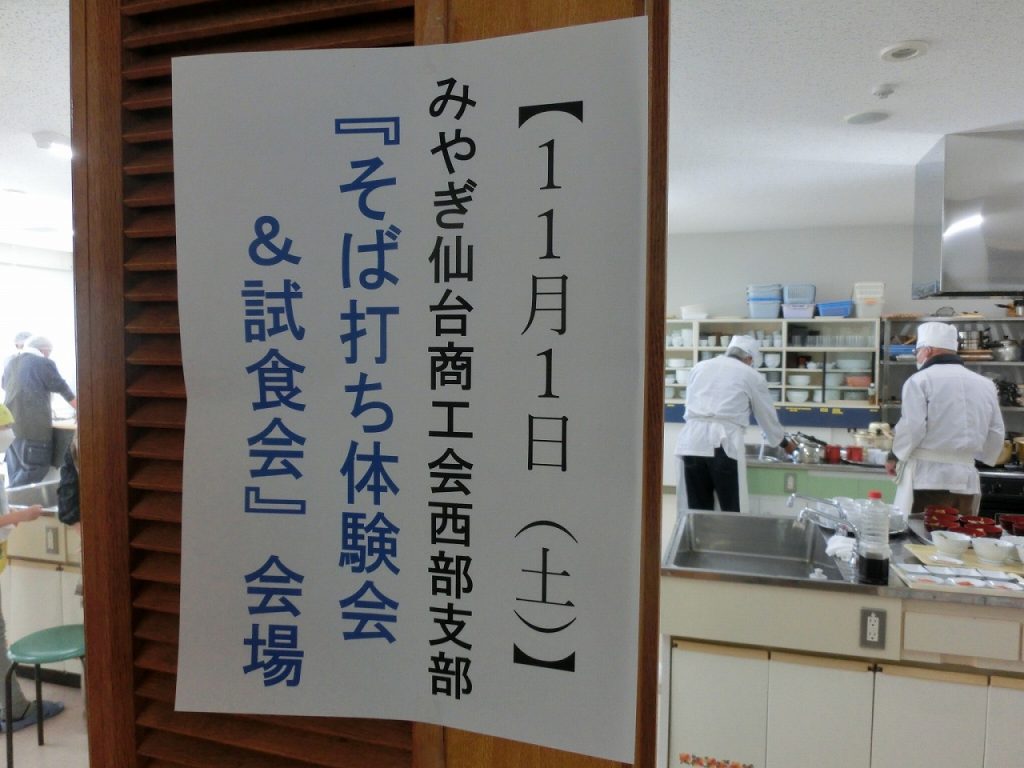 【11月1日(土)】
みやぎ仙台商工会西部支部
『そば打ち体験会
&試食会』会場